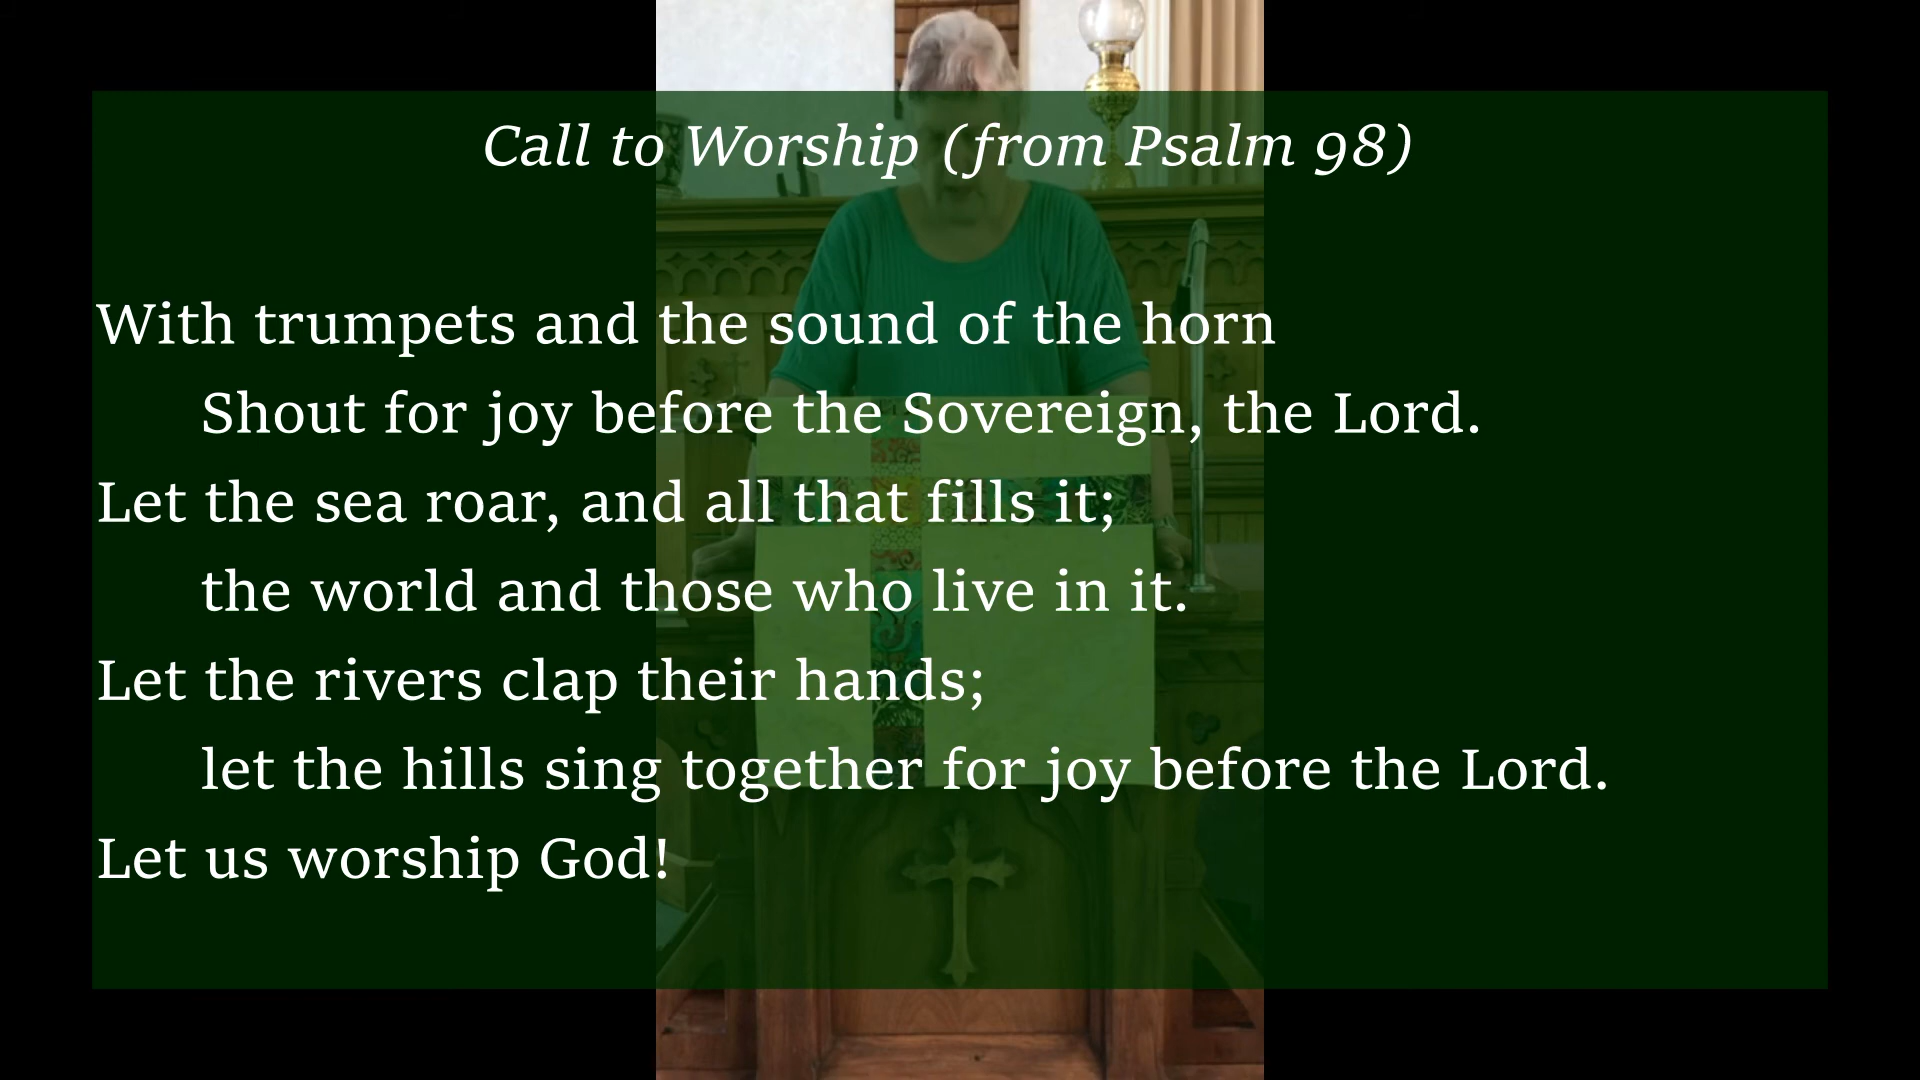 Call to Worship (from Psalm 98)
With trumpets and the sound of the horn
Shout for joy before the Sovereign, the Lord.
Let the sea roar, and all that fills it;
the world and those who live in it.
Let the rivers clap their hands;
let the hills sing together for joy before the Lord.
Let us worship God!